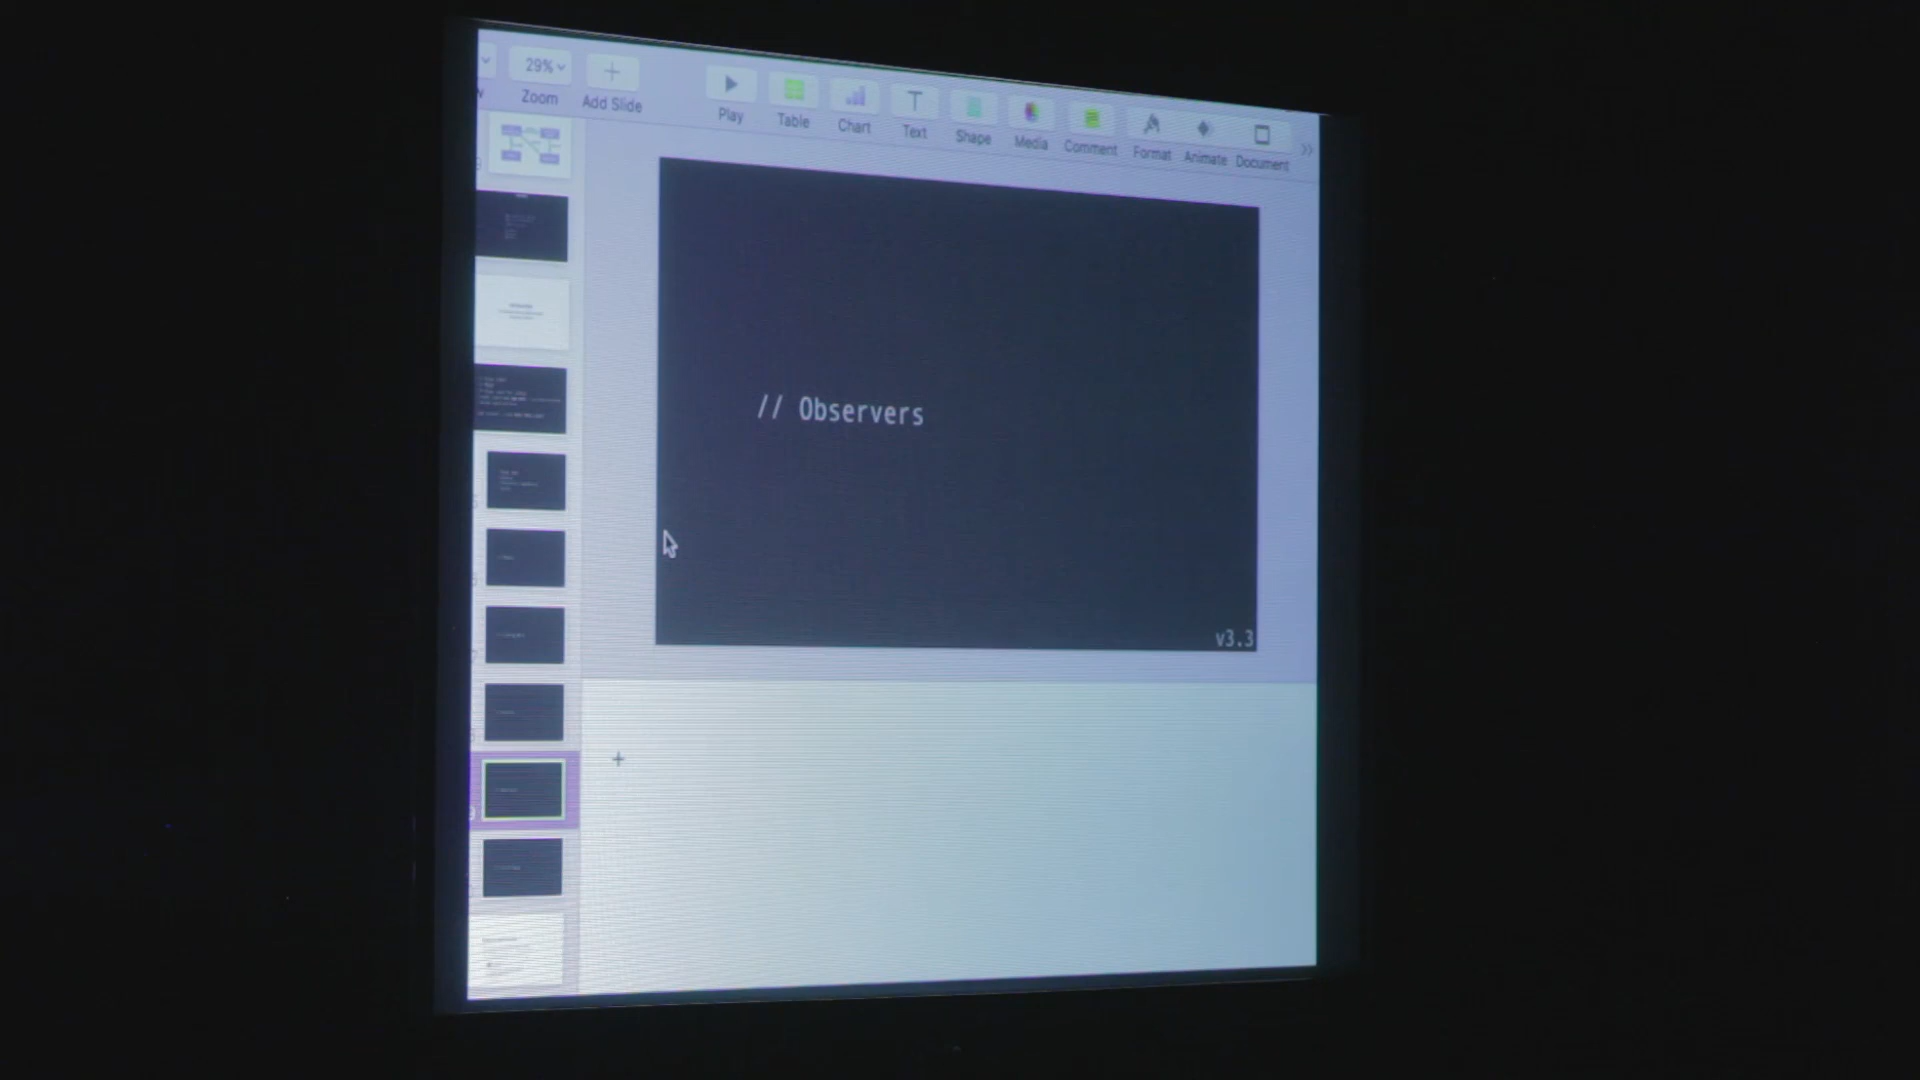 29%
Zoom
Add Slide
Play
Table
Chart
Text
Shape
Media
Comment
Format
Animate
Document
// Observers
v3.3